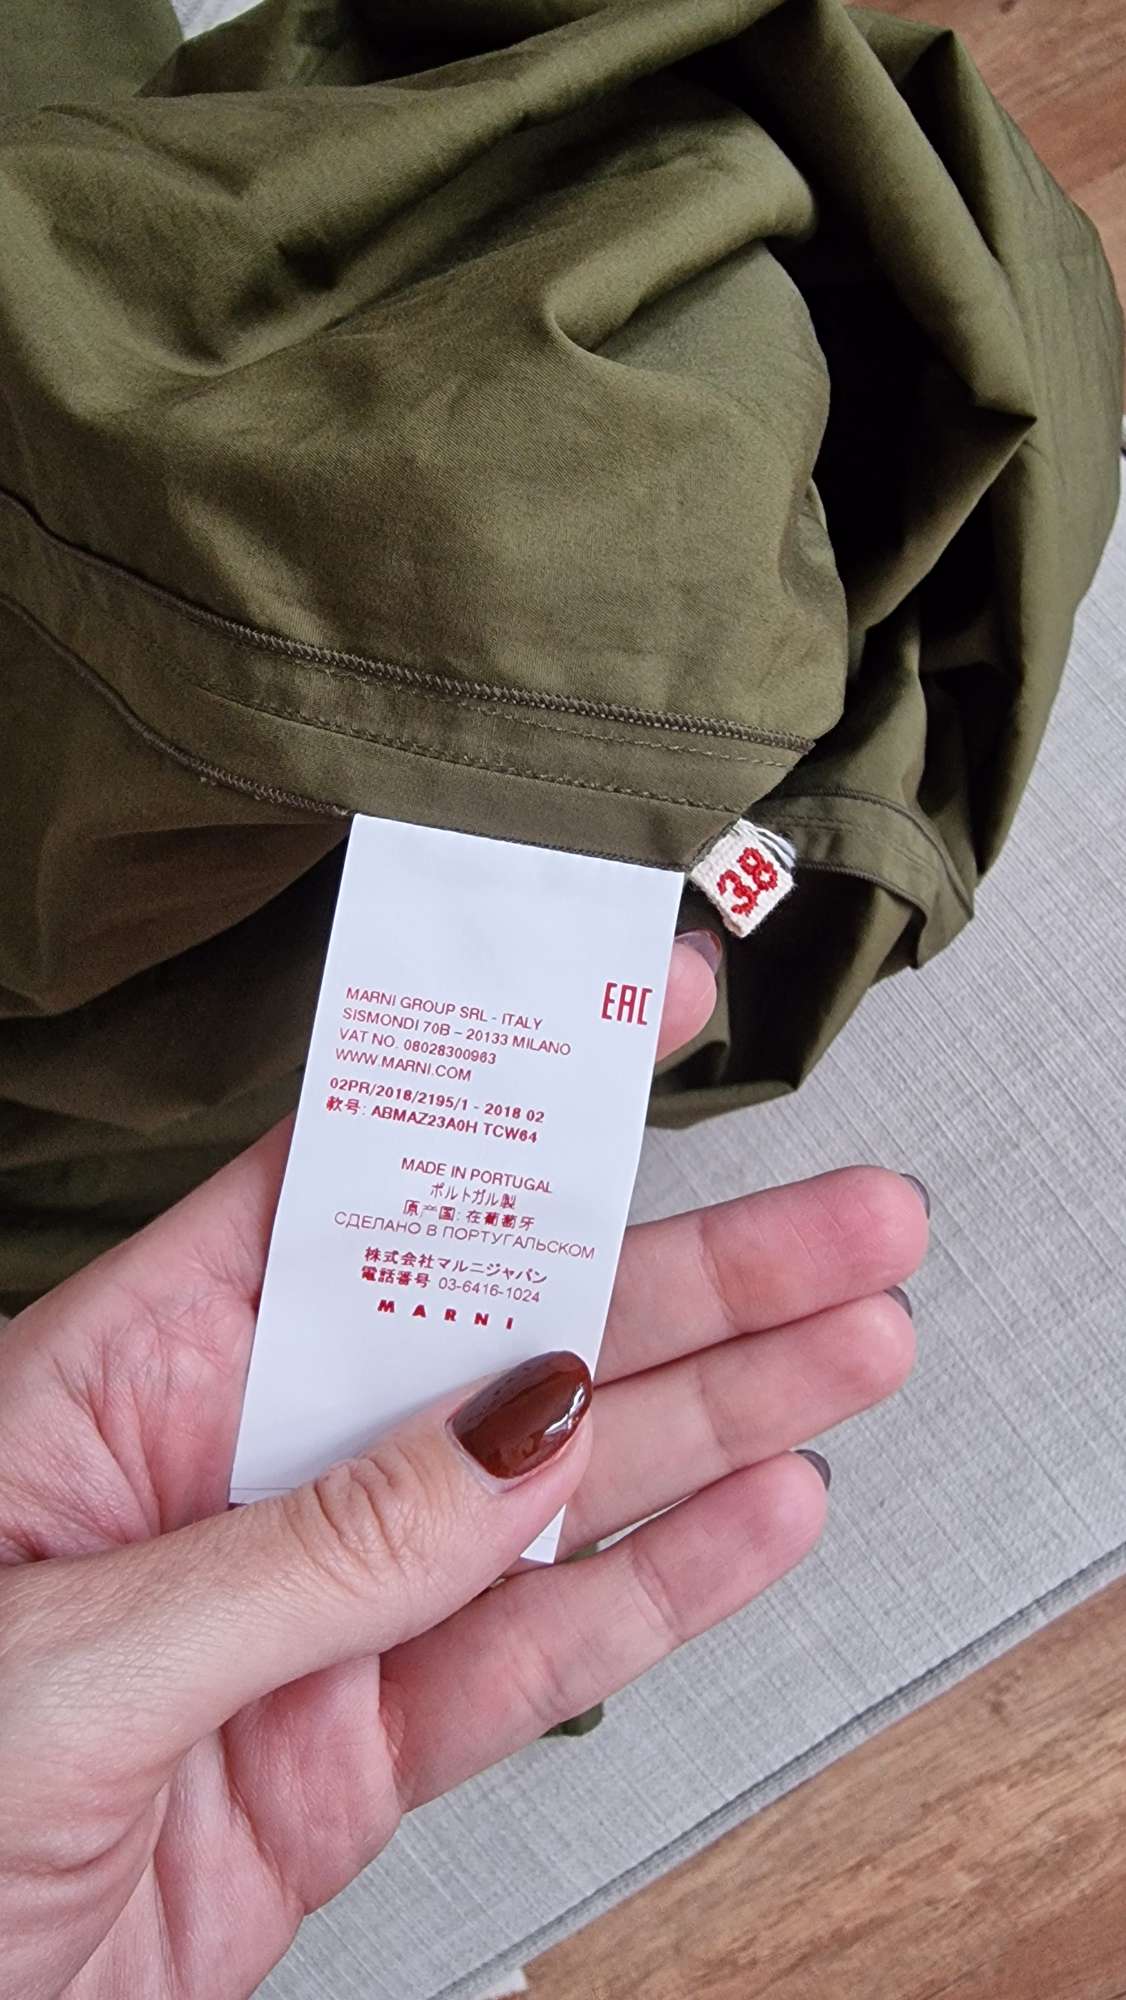 38
EAC
MARNI GROUP SRL - ITALY
SISMONDI 70B – 20133 MILANO
VAT NO. 08028300963
WWW.MARNI.COM
02PR/2018/2195/1 - 2018 02
款号: ABMAZ23A0H TCW64
MADE IN PORTUGAL
ポルトガル製
原产国: 在葡萄牙
СДЕЛАНО В ПОРТУГАЛЬСКОМ
株式会社マルニジャパン
電話番号 03-6416-1024
MARNI